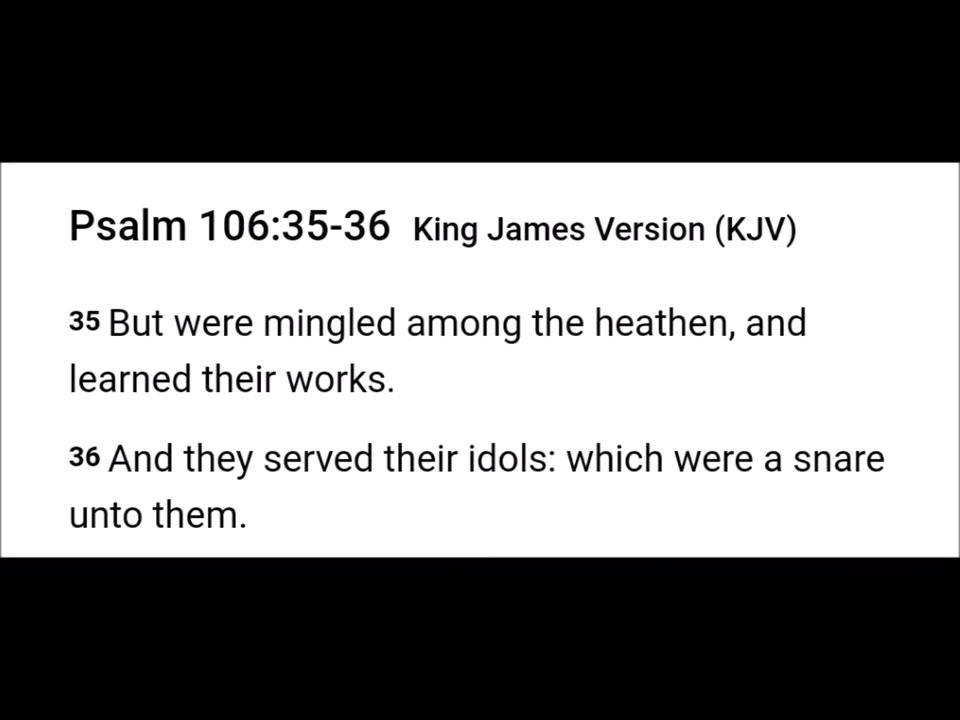 Psalm 106:35-36 King James Version (KJV)
35 But were mingled among the heathen, and
learned their works.
36 And they served their idols: which were a snare
unto them.